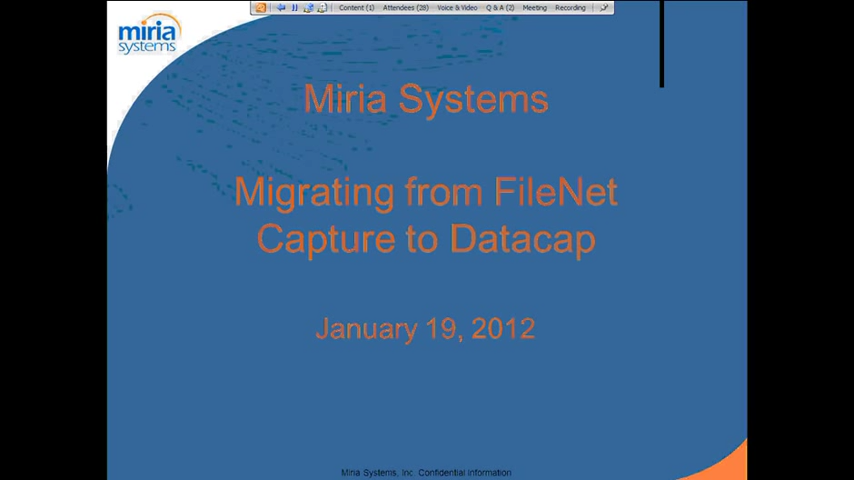 Content (1) Attendees (28) Voice & Video Q & A (2) Meeting Recording
miria
systems
Miria Systems
Migrating from FileNet
Capture to Datacap
January 19, 2012
Miria Systems, Inc. Confidential Information